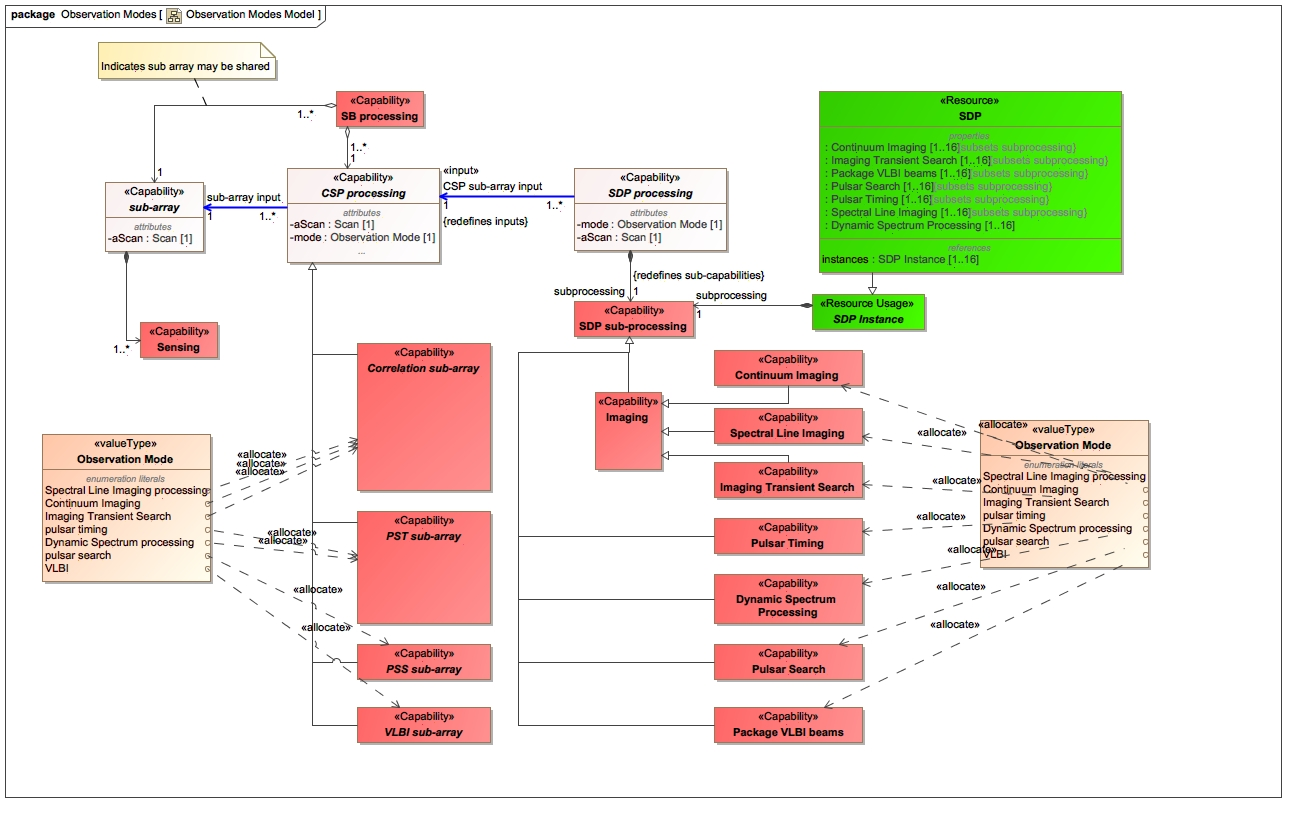 package Observation Modes [ Observation Modes Model ]
Indicates sub array may be shared
«Capability»
SB processing
1..*
1..*
1
1
«Capability»
sub-array
attributes
-aScan : Scan [1]
sub-array input
1
1..*
«Capability»
CSP processing
attributes
-aScan : Scan [1]
-mode : Observation Mode [1]
...
«input»
CSP sub-array input
1
1..*
{redefines inputs}
«Capability»
SDP processing
attributes
-mode : Observation Mode [1]
-aScan : Scan [1]
«Resource»
SDP
properties
: Continuum Imaging [1..16]{subsets subprocessing}
: Imaging Transient Search [1..16]{subsets subprocessing}
: Package VLBI beams [1..16]{subsets subprocessing}
: Pulsar Search [1..16]{subsets subprocessing}
: Pulsar Timing [1..16]{subsets subprocessing}
: Spectral Line Imaging [1..16]{subsets subprocessing}
: Dynamic Spectrum Processing [1..16]
references
instances : SDP Instance [1..16]
{redefines sub-capabilities}
subprocessing
1
subprocessing
1
«Capability»
SDP sub-processing
«Resource Usage»
SDP Instance
1..*
«Capability»
Sensing
«Capability»
Correlation sub-array
«Capability»
PST sub-array
«Capability»
PSS sub-array
«Capability»
VLBI sub-array
«valueType»
Observation Mode
enumeration literals
Spectral Line Imaging processing
Continuum Imaging
Imaging Transient Search
pulsar timing
Dynamic Spectrum processing
pulsar search
VLBI
«allocate»
«allocate»
«allocate»
«allocate»
«allocate»
«allocate»
«allocate»
«Capability»
Imaging
«Capability»
Continuum Imaging
«Capability»
Spectral Line Imaging
«Capability»
Imaging Transient Search
«Capability»
Pulsar Timing
«Capability»
Dynamic Spectrum
Processing
«Capability»
Pulsar Search
«Capability»
Package VLBI beams
«allocate»
«allocate»
«allocate»
«allocate»
«allocate»
«allocate»
«allocate»
«valueType»
Observation Mode
enumeration literals
Spectral Line Imaging processing
Continuum Imaging
Imaging Transient Search
pulsar timing
Dynamic Spectrum processing
pulsar search
VLBI